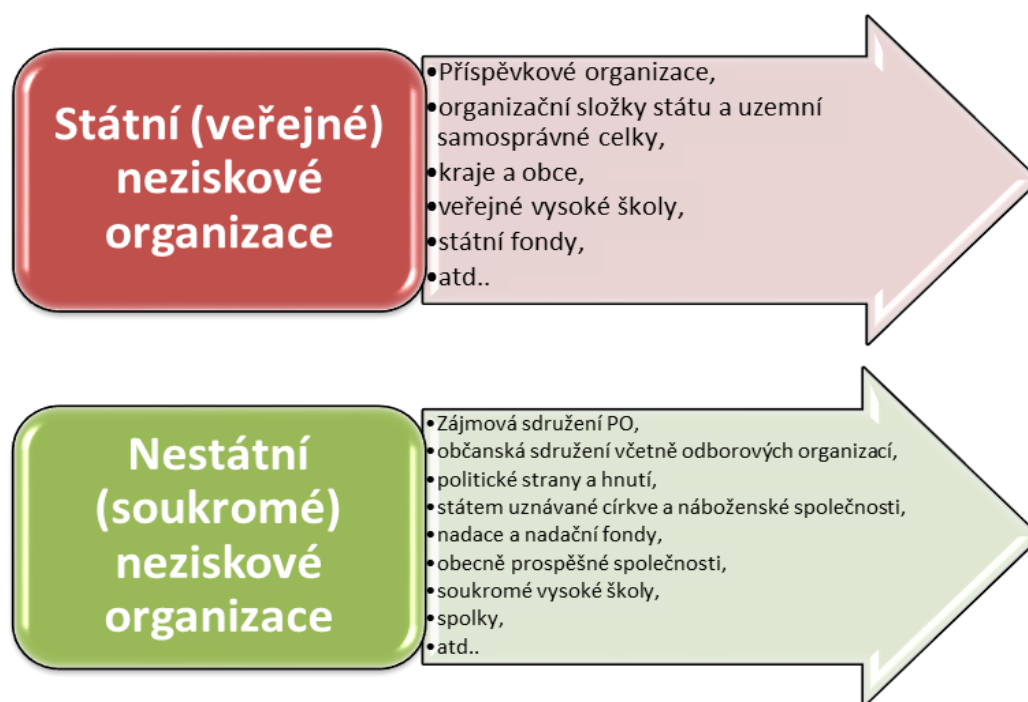 Státní (veřejné)
neziskové
organizace
•Příspěvkové organizace,
•organizační složky státu a uzemní
samosprávné celky,
•kraje a obce,
•veřejné vysoké školy,
•státní fondy,
•atd..
Nestátní
(soukromé)
neziskové
organizace
•Zájmová sdružení PO,
•občanská sdružení včetně odborových organizací,
•politické strany a hnutí,
•státem uznávané církve a náboženské společnosti,
•nadace a nadační fondy,
•obecně prospěšné společnosti,
•soukromé vysoké školy,
•spolky,
•atd..